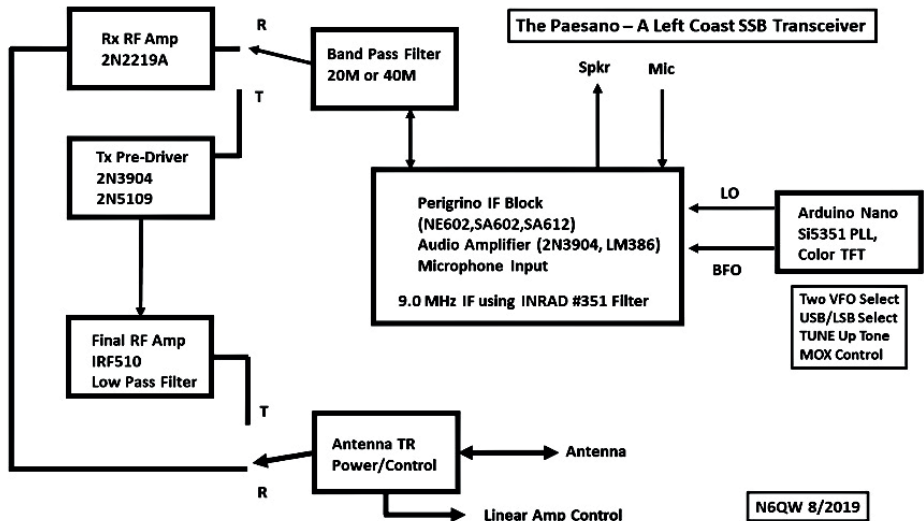 The Paesano – A Left Coast SSB Transceiver
Rx RF Amp
2N2219A
R
T
Band Pass Filter
20M or 40M
Spkr
Mic
Tx Pre-Driver
2N3904
2N5109
Perigrino IF Block
(NE602,SA602,SA612)
Audio Amplifier (2N3904, LM386)
Microphone Input
9.0 MHz IF using INRAD #351 Filter
LO
BFO
Arduino Nano
Si5351 PLL,
Color TFT
Two VFO Select
USB/LSB Select
TUNE Up Tone
MOX Control
Final RF Amp
IRF510
Low Pass Filter
T
R
Antenna TR
Power/Control
Antenna
Linear Amp Control
N6QW 8/2019